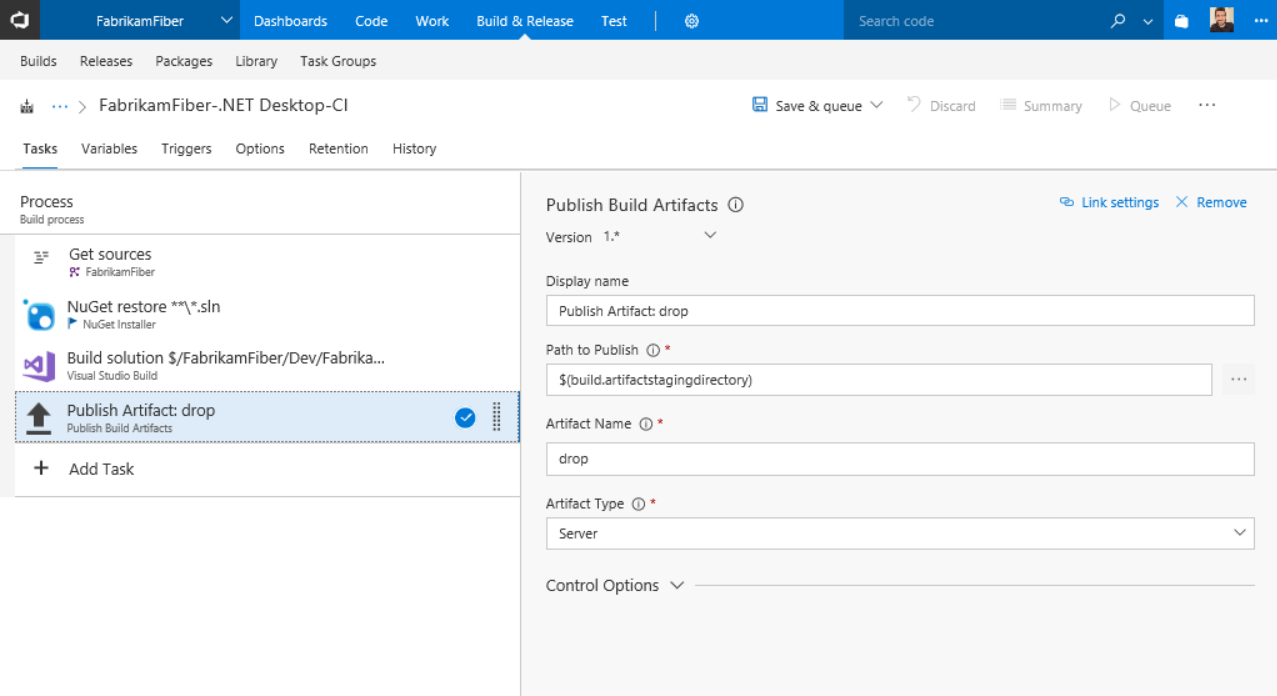 FabrikamFiber Dashboards Code Work Build & Release Test Search code
Builds Releases Packages Library Task Groups
... > FabrikamFiber-.NET Desktop-CI Save & queue Discard Summary Queue ...
Tasks Variables Triggers Options Retention History
Process
Build process
Get sources
FabrikamFiber
NuGet restore **\*.sln
NuGet Installer
Build solution $/FabrikamFiber/Dev/Fabrika...
Visual Studio Build
Publish Artifact: drop
Publish Build Artifacts
+ Add Task
Publish Build Artifacts Link settings Remove
Version 1.*
Display name
Publish Artifact: drop
Path to Publish *
$(build.artifactstagingdirectory) ...
Artifact Name *
drop
Artifact Type *
Server
Control Options